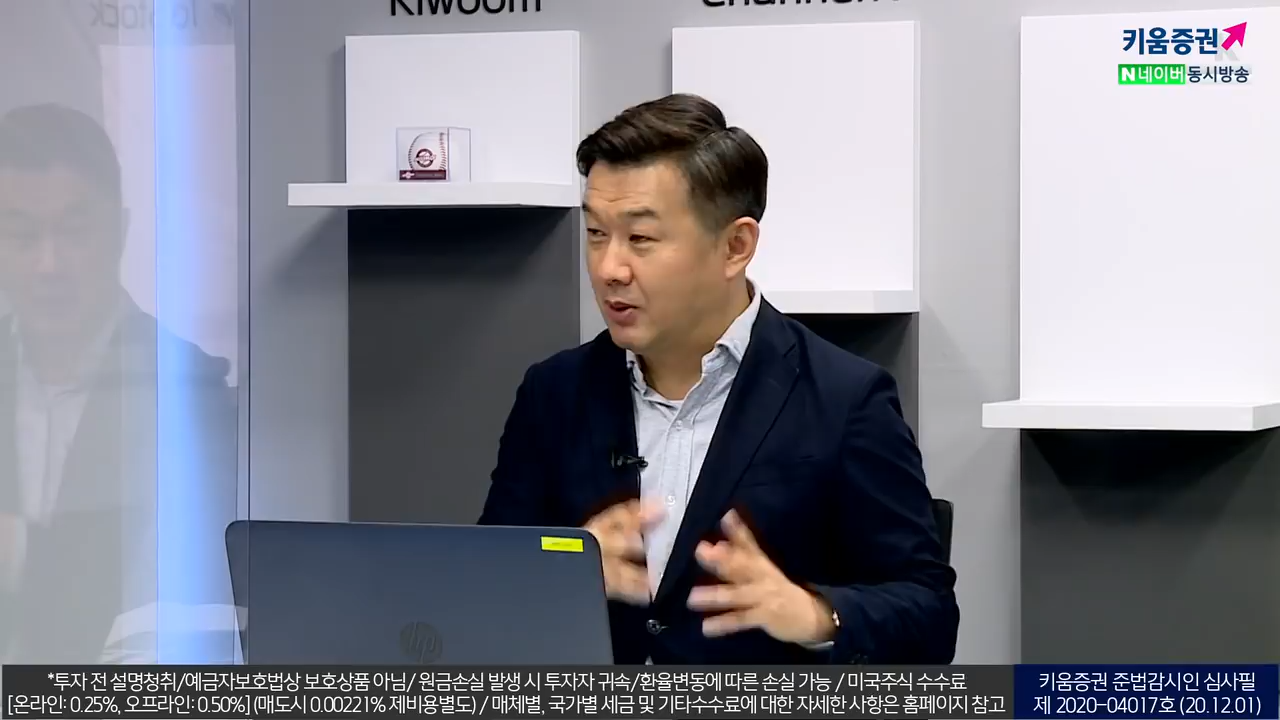 Kiwoom
키움증권
N네이버 동시방송
hp
*투자 전 설명청취/예금자보호법상 보호상품 아님/ 원금손실 발생 시 투자자 귀속/환율변동에 따른 손실 가능 / 미국주식 수수료
[온라인: 0.25%, 오프라인: 0.50%] (매도시 0.00221% 제비용별도) / 매체별, 국가별 세금 및 기타수수료에 대한 자세한 사항은 홈페이지 참고
키움증권 준법감시인 심사필
제 2020-04017호 (20.12.01)